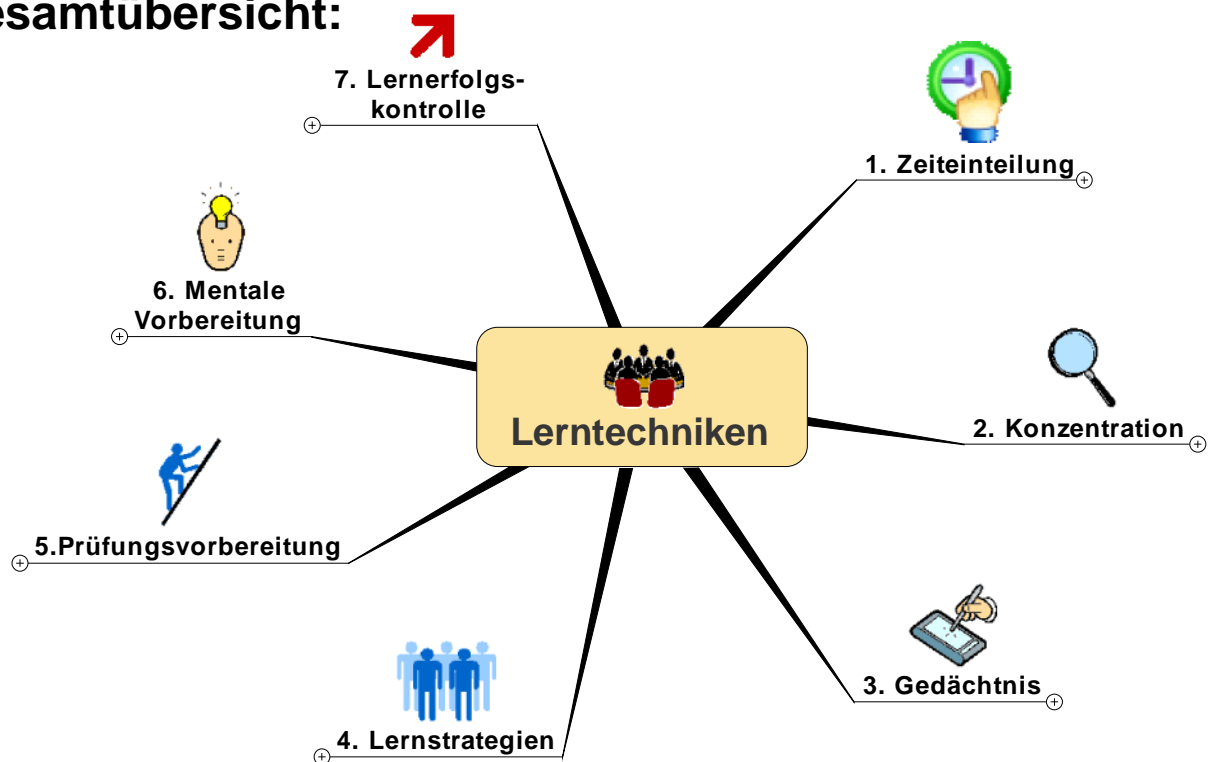 esamtübersicht:
7. Lernerfolgs-
kontrolle
1. Zeiteinteilung
6. Mentale
Vorbereitung
Lerntechniken
2. Konzentration
5.Prüfungsvorbereitung
3. Gedächtnis
4. Lernstrategien